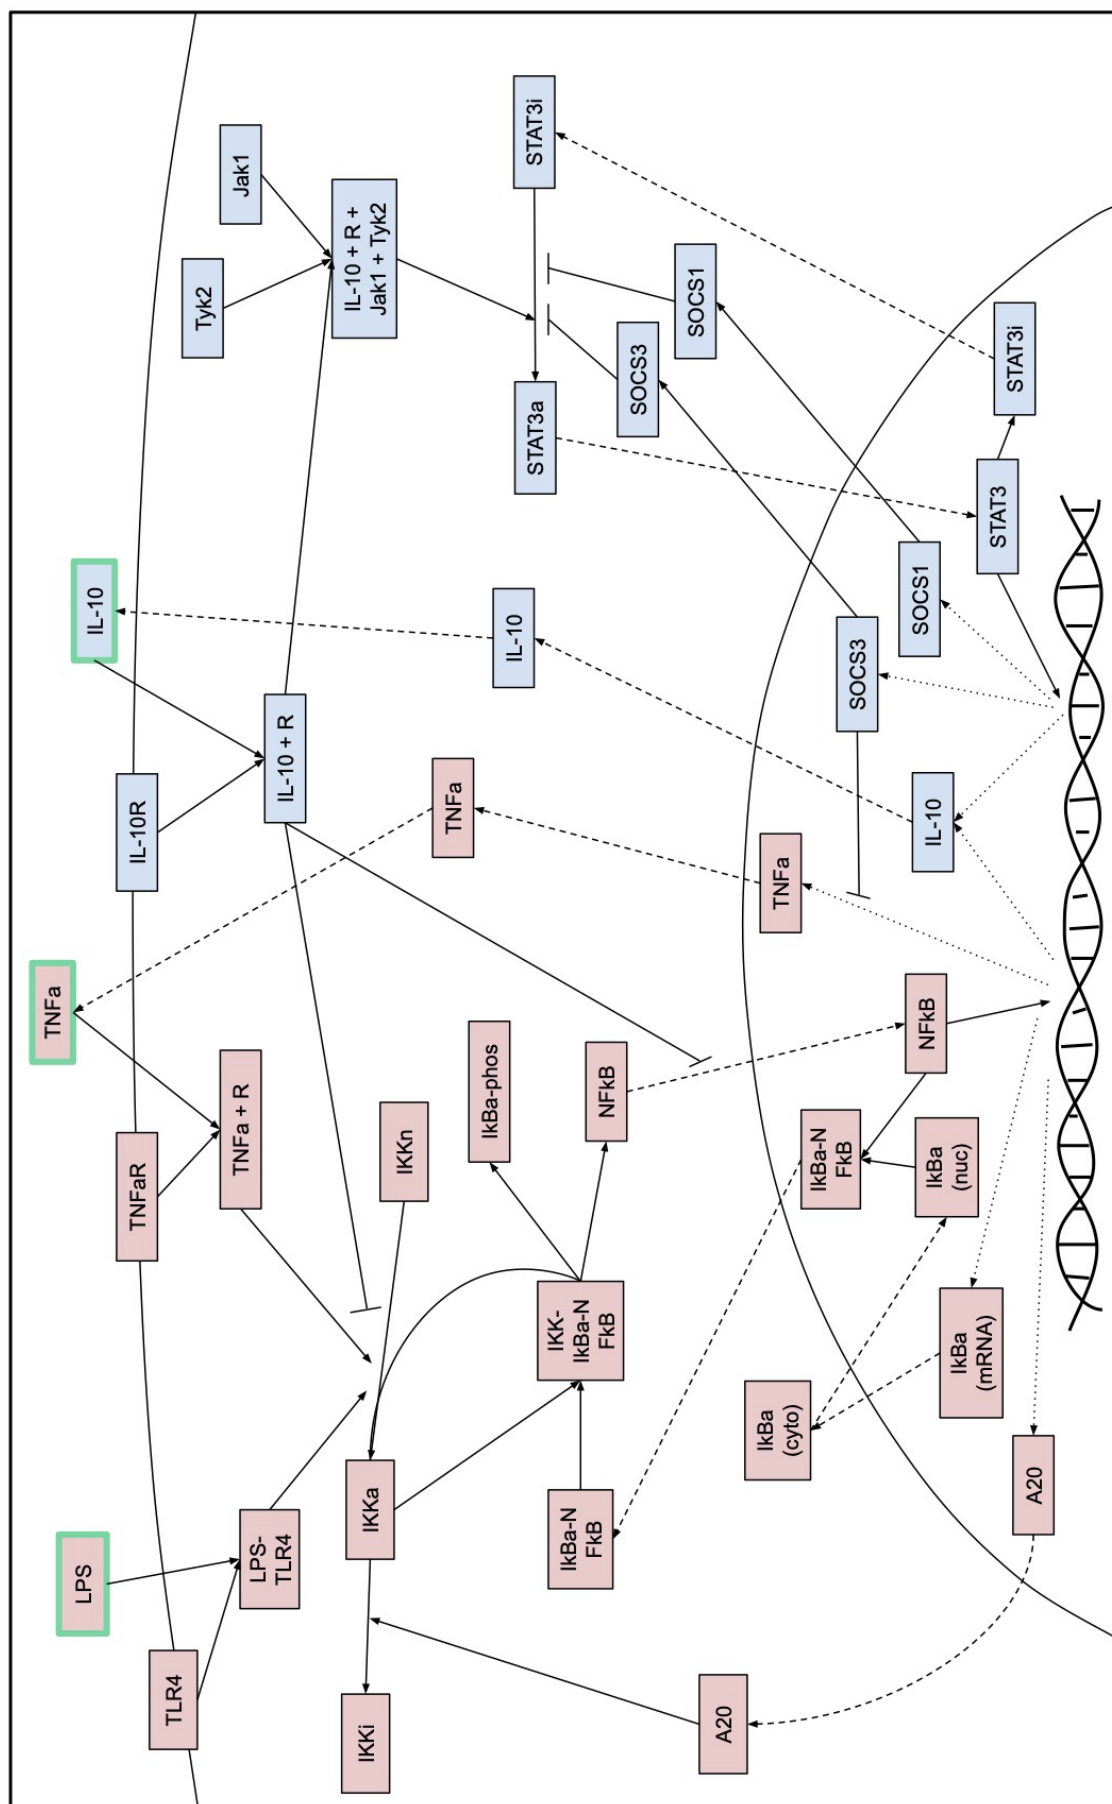 LPS
TNFa
IL-10
TLR4
TNFaR
IL-10R
LPS-
TLR4
TNFa + R
IL-10 + R
Tyk2
Jak1
IL-10 + R +
Jak1 + Tyk2
IKKi
IKKa
IKKn
IkBa-phos
TNFa
IL-10
STAT3a
STAT3i
IkBa-N
FkB
IKK-
IkBa-N
FkB
NFkB
SOCS3
SOCS1
A20
IkBa
(cyto)
IkBa-N
FkB
TNFa
SOCS3
SOCS1
IkBa
(nuc)
NFkB
IL-10
IkBa
(mRNA)
A20
STAT3
STAT3i